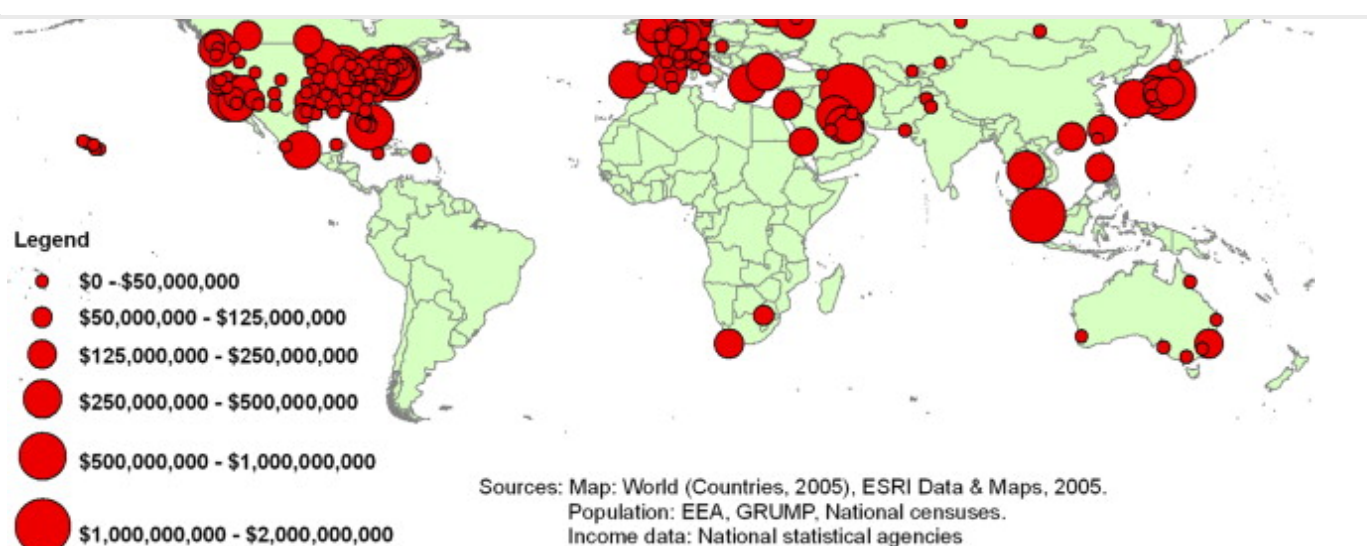 Legend
$0 - $50,000,000
$50,000,000 - $125,000,000
$125,000,000 - $250,000,000
$250,000,000 - $500,000,000
$500,000,000 - $1,000,000,000
$1,000,000,000 - $2,000,000,000
Sources: Map: World (Countries, 2005), ESRI Data & Maps, 2005.
Population: EEA, GRUMP, National censuses.
Income data: National statistical agencies